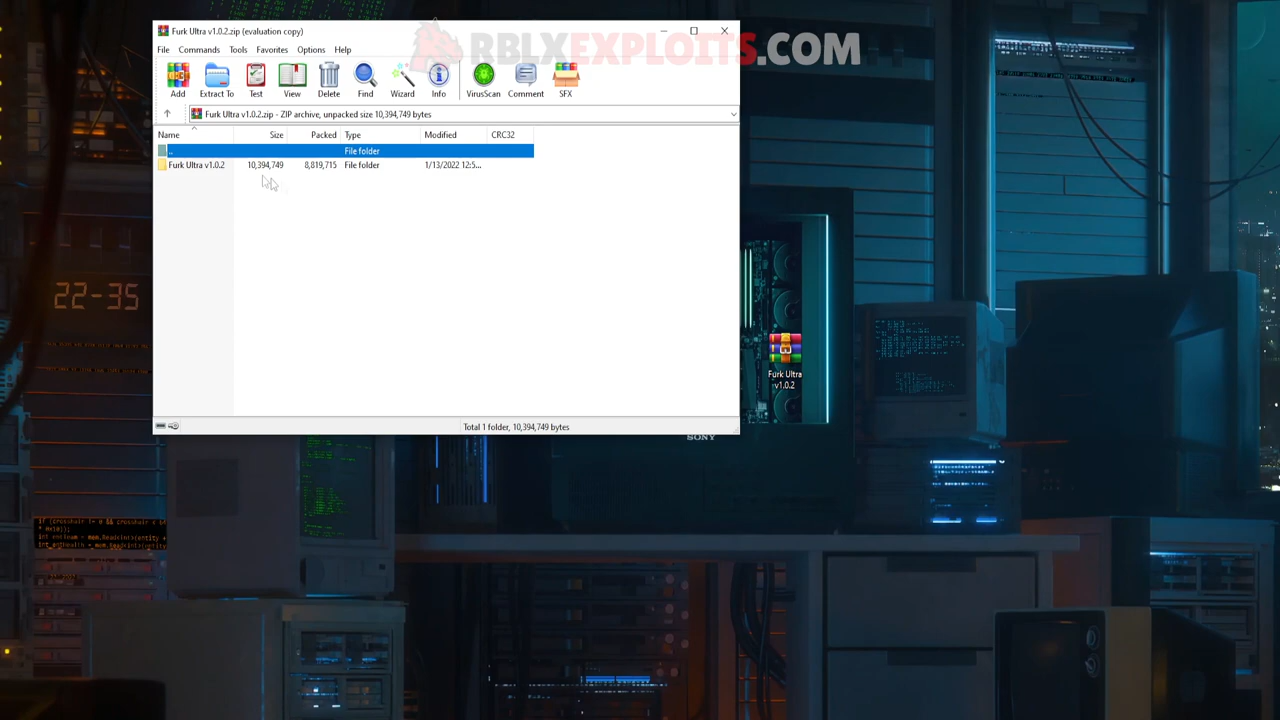 Furk Ultra v1.0.2.zip (evaluation copy)
RBLXEXPLOITS.COM
File Commands Tools Favorites Options Help
Add Extract To Test View Delete Find Wizard Info VirusScan Comment SFX
Furk Ultra v1.0.2.zip - ZIP archive, unpacked size 10,394,749 bytes
Name Size Packed Type Modified CRC32
.. File folder
Furk Ultra v1.0.2 10,394,749 8,819,715 File folder 1/13/2022 12:5...
22-35
Furk Ultra
v1.0.2
Total 1 folder, 10,394,749 bytes
SONY